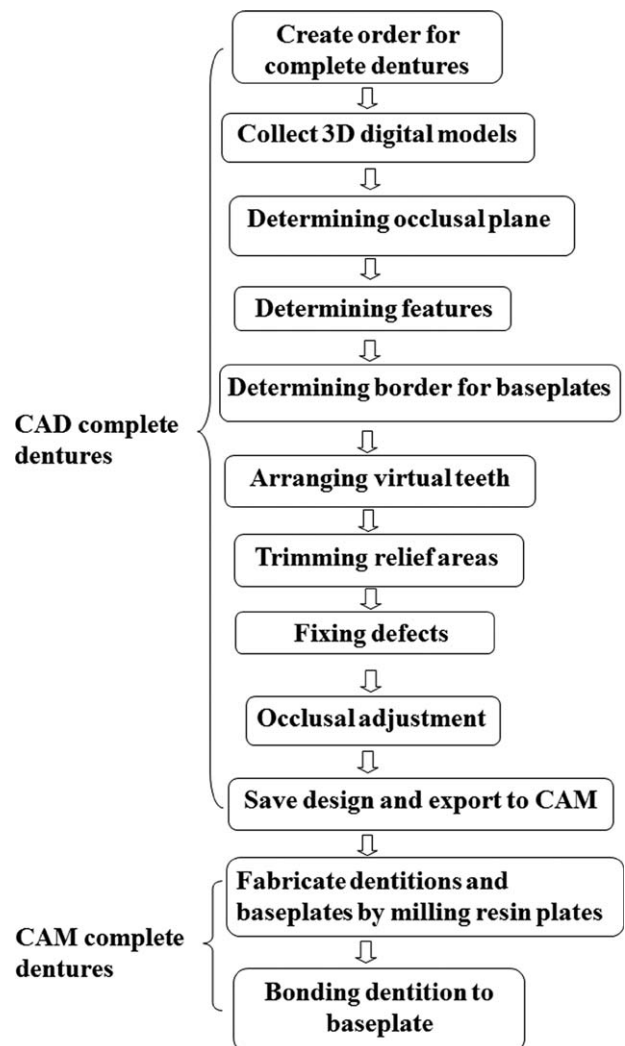 Create order for
complete dentures
Collect 3D digital models
Determining occlusal plane
Determining features
Determining border for baseplates
CAD complete
dentures
Arranging virtual teeth
Trimming relief areas
Fixing defects
Occlusal adjustment
Save design and export to CAM
Fabricate dentitions and
baseplates by milling resin plates
CAM complete
dentures
Bonding dentition to
baseplate